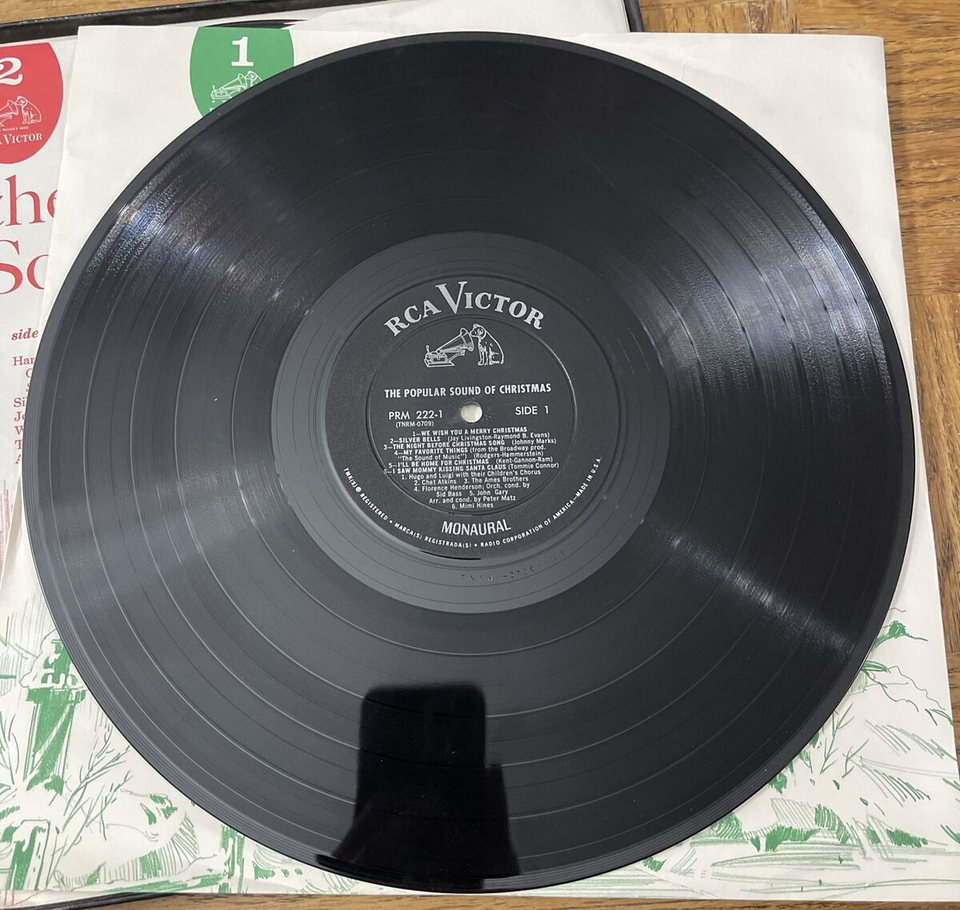 2
VICTOR
1
the
So
side
RCA VICTOR
THE POPULAR SOUND OF CHRISTMAS
PRM 222-1 SIDE 1
(TNRM-0709)
1—WE WISH YOU A MERRY CHRISTMAS
2—SILVER BELLS (Jay Livingston-Raymond B. Evans)
3—THE NIGHT BEFORE CHRISTMAS SONG (Johnny Marks)
4—MY FAVORITE THINGS (from the Broadway prod.
"The Sound of Music") (Rodgers-Hammerstein)
5—I'LL BE HOME FOR CHRISTMAS (Kent-Gannon-Ram)
6—I SAW MOMMY KISSING SANTA CLAUS (Tommie Connor)
1. Hugo and Luigi with their Children's Chorus
2. Chet Atkins 3. The Ames Brothers
4. Florence Henderson; Orch. cond. by
Sid Bass 5. John Gary
Arr. and cond. by Peter Matz
6. Mimi Hines
MONAURAL
TMK(S) ® REGISTERED • MARCA(S) REGISTRADA(S) • RADIO CORPORATION OF AMERICA—MADE IN U.S.A.